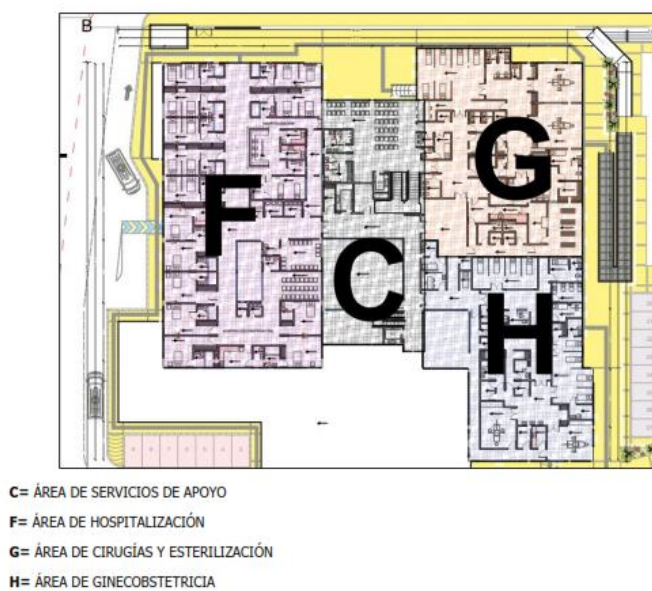 B
G
F
C
H
C= ÁREA DE SERVICIOS DE APOYO
F= ÁREA DE HOSPITALIZACIÓN
G= ÁREA DE CIRUGÍAS Y ESTERILIZACIÓN
H= ÁREA DE GINECOBSTETRICIA